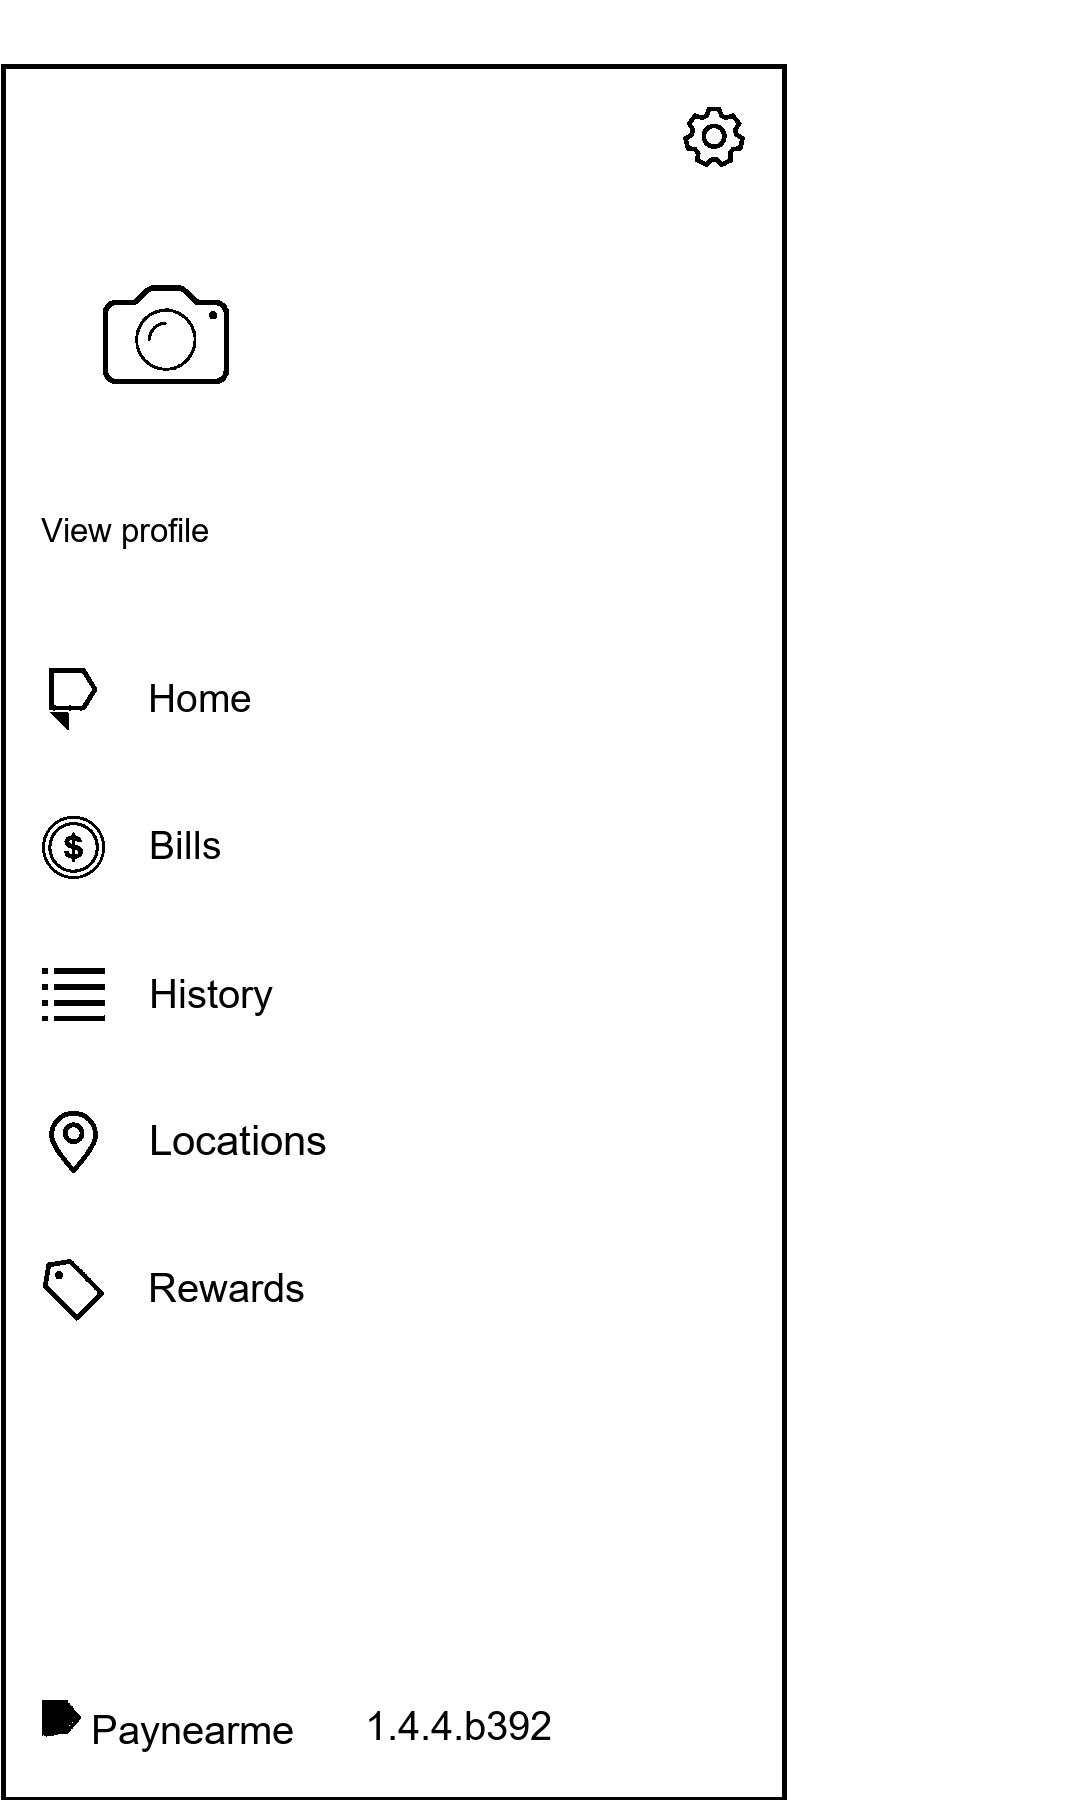 View profile
Home
$
Bills
History
Locations
Rewards
Paynearme 1.4.4.b392